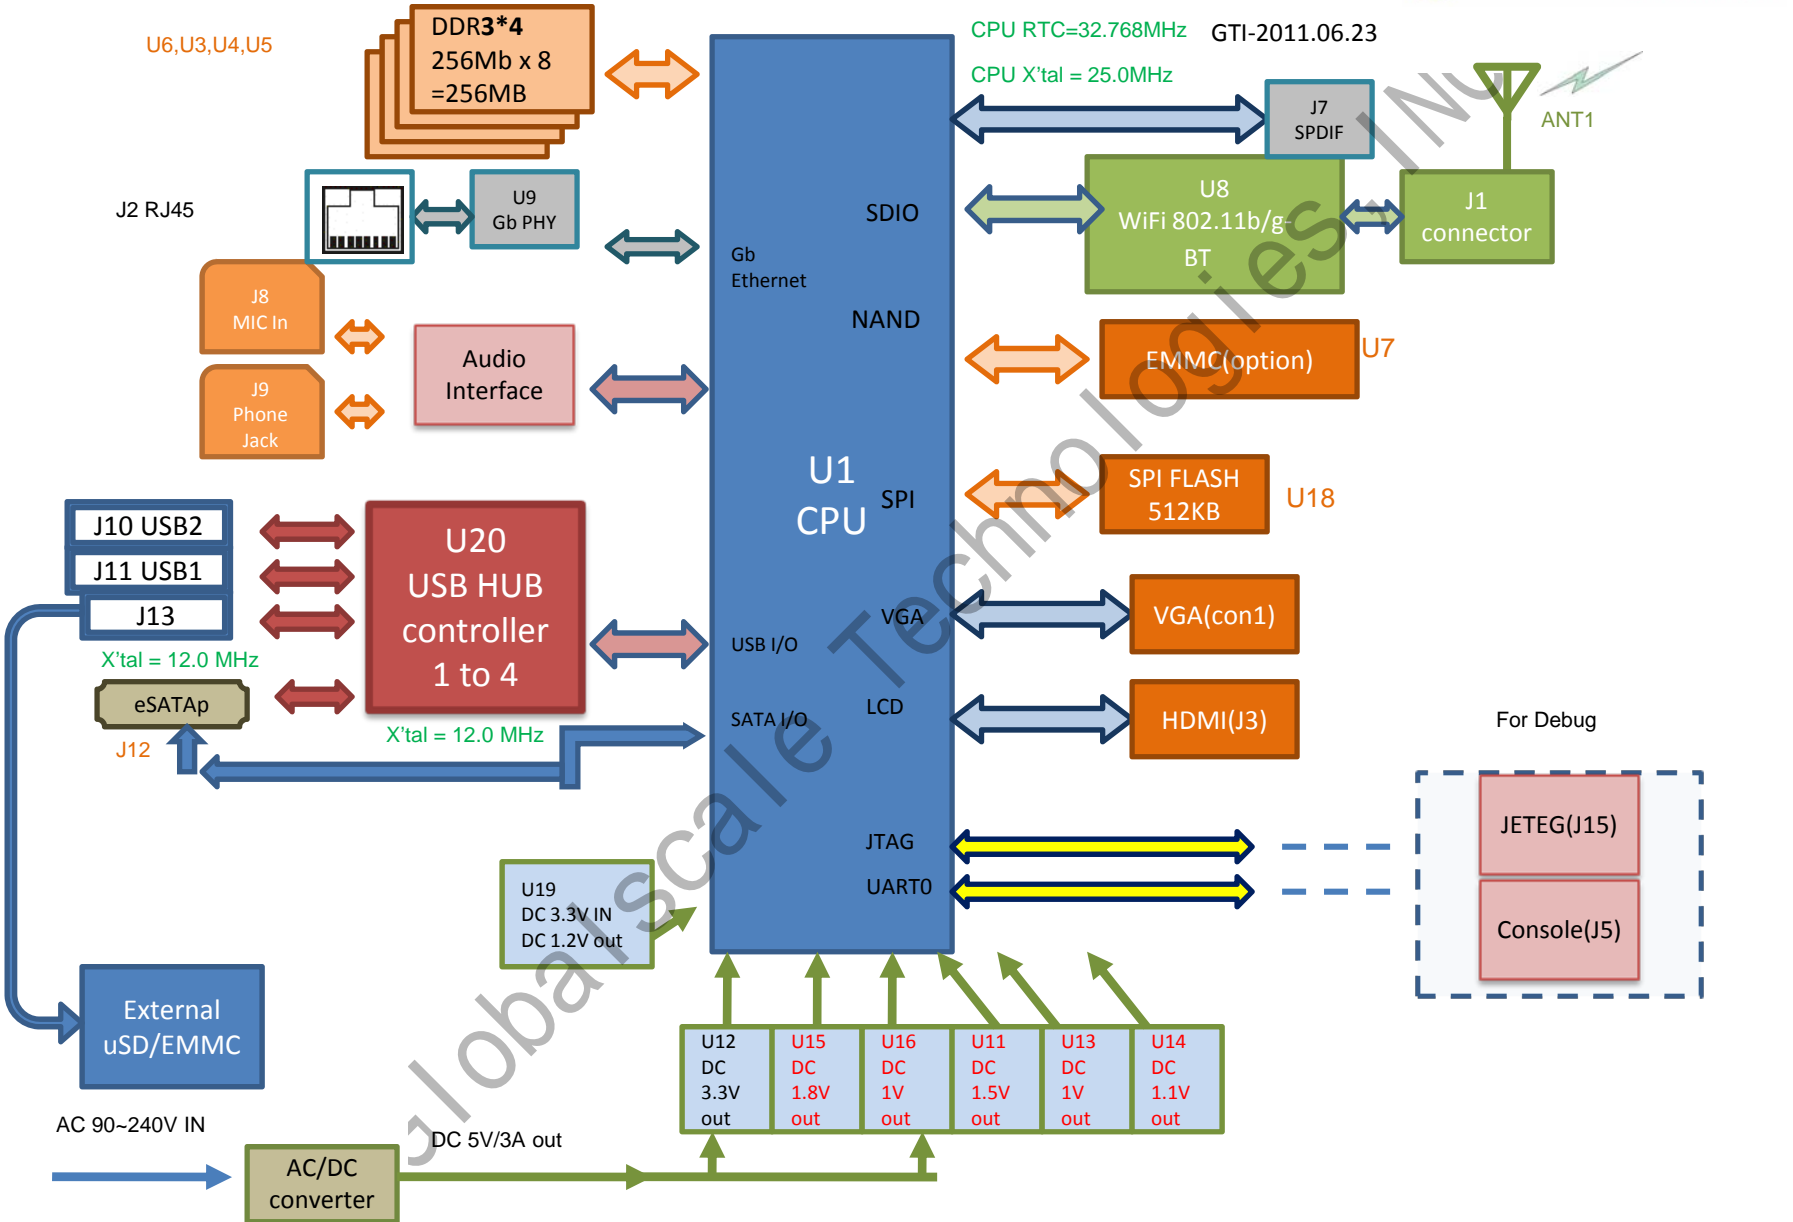 U6,U3,U4,U5
DDR3*4
256Mb x 8
=256MB
CPU RTC=32.768MHz
GTI-2011.06.23
CPU X'tal = 25.0MHz
J7
SPDIF
ANT1
J2 RJ45
U9
Gb PHY
Gb
Ethernet
SDIO
U8
WiFi 802.11b/g-
BT
J1
connector
J8
MIC In
J9
Phone
Jack
Audio
Interface
NAND
EMMC(option)
U7
U1
CPU
SPI
SPI FLASH
512KB
U18
J10 USB2
J11 USB1
J13
X'tal = 12.0 MHz
U20
USB HUB
controller
1 to 4
USB I/O
VGA
VGA(con1)
eSATAp
J12
X'tal = 12.0 MHz
SATA I/O
LCD
HDMI(J3)
For Debug
JTAG
UART0
JETEG(J15)
Console(J5)
U19
DC 3.3V IN
DC 1.2V out
External
uSD/EMMC
U12
DC
3.3V
out
U15
DC
1.8V
out
U16
DC
1V
out
U11
DC
1.5V
out
U13
DC
1V
out
U14
DC
1.1V
out
AC 90~240V IN
AC/DC
converter
DC 5V/3A out
Globalscale Technologies, INC